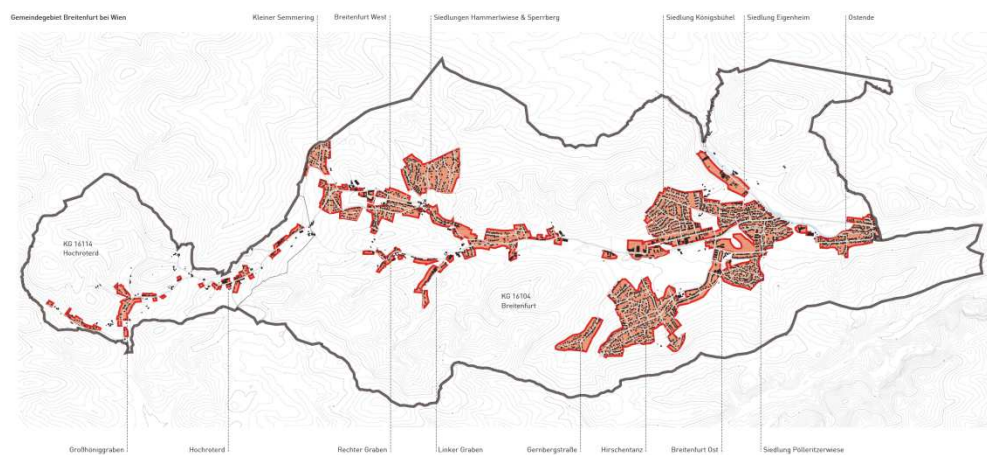 Gemeindegebiet Breitenfurt bei Wien
Kleiner Semmering
Breitenfurt West
Siedlungen Hammerlwiese & Sperrberg
Siedlung Königsbühel
Siedlung Eigenheim
Ostende
KG 16114
Hochroterd
KG 16104
Breitenfurt
Großhöniggraben
Hochroterd
Rechter Graben
Linker Graben
Gernbergstraße
Hirschentanz
Breitenfurt Ost
Siedlung Pölleritzerwiese